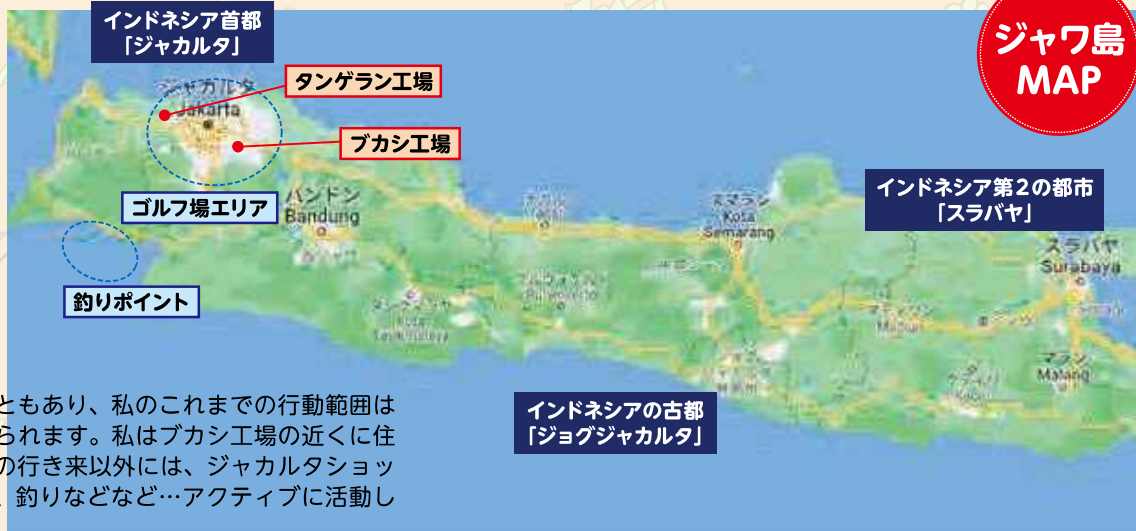 インドネシア首都
「ジャカルタ」
ジャワ島
MAP
タンゲラン工場
ジャカルタ
Jakarta
ブカシ工場
ゴルフ場エリア
バンドン
Bandung
インドネシア第2の都市
「スラバヤ」
スマラン
Kota
Semarang
スラバヤ
Surabaya
釣りポイント
マラン
Malang
インドネシアの古都
「ジョグジャカルタ」
ともあり、私のこれまでの行動範囲は
られます。私はブカシ工場の近くに住
の行き来以外には、ジャカルタショッ
釣りなどなど…アクティブに活動し